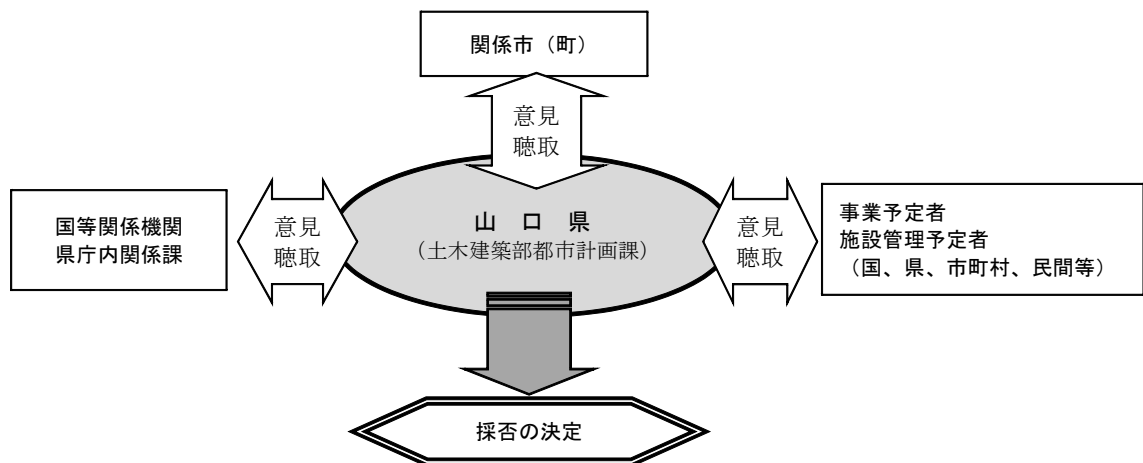 関係市（町）
意見
聴取
国等関係機関
県庁内関係課
意見
聴取
山 口 県
（土木建築部都市計画課）
意見
聴取
事業予定者
施設管理予定者
（国、県、市町村、民間等）
採否の決定